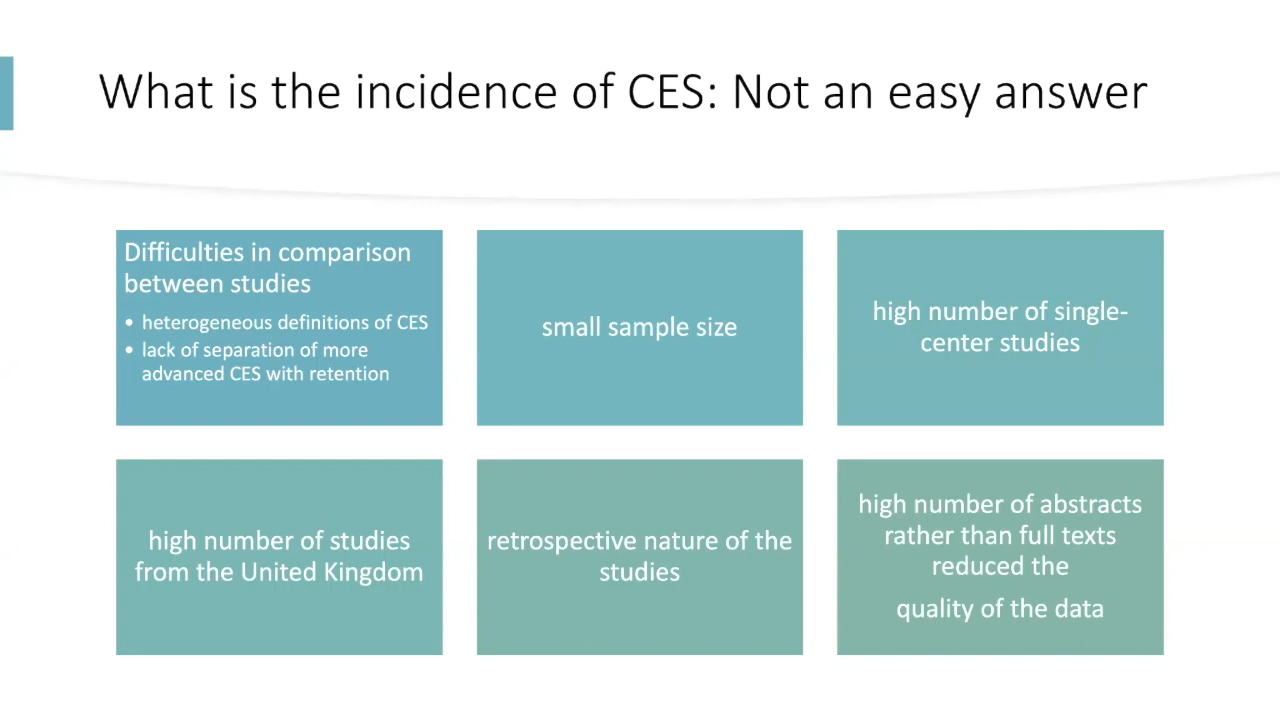 What is the incidence of CES: Not an easy answer
Difficulties in comparison
between studies
• heterogeneous definitions of CES
• lack of separation of more
advanced CES with retention
small sample size
high number of single-
center studies
high number of studies
from the United Kingdom
retrospective nature of the
studies
high number of abstracts
rather than full texts
reduced the
quality of the data